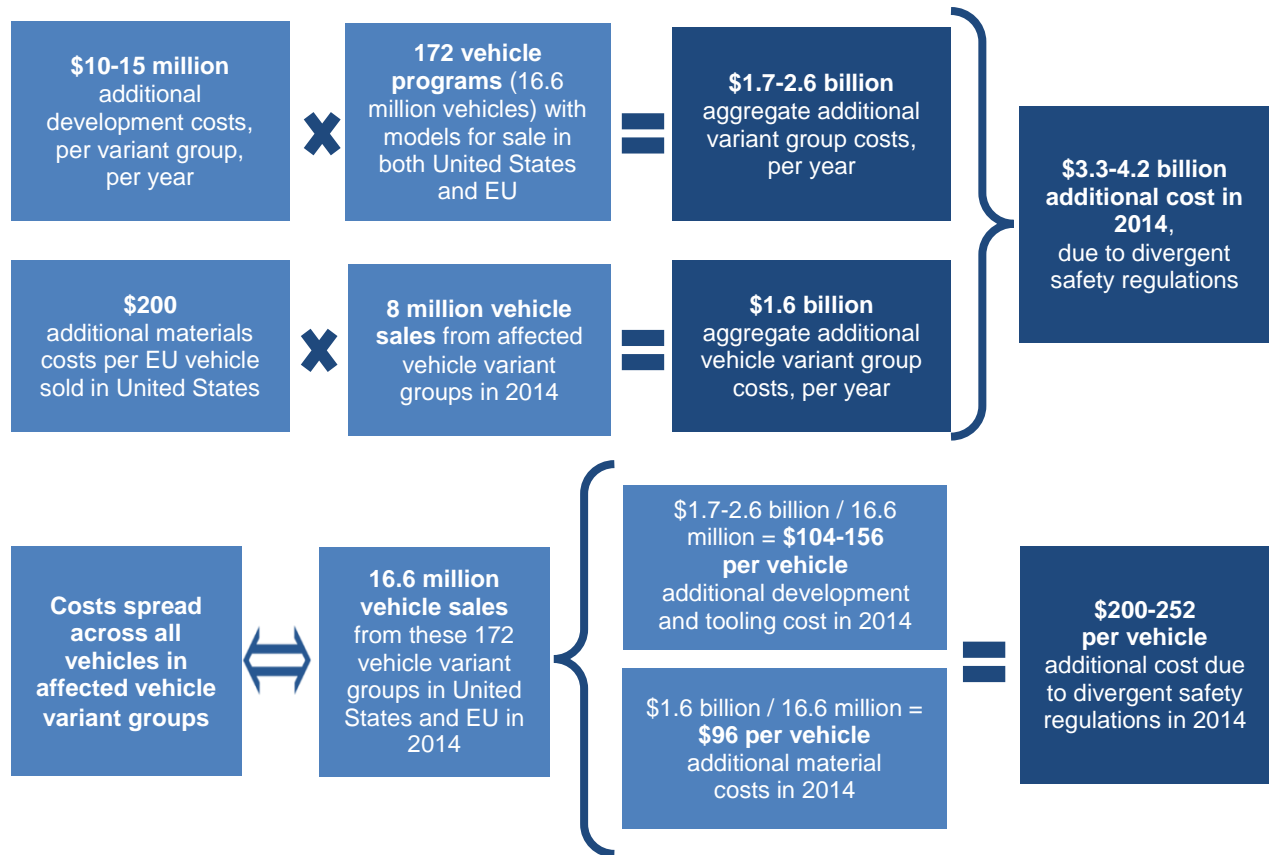 $10-15 million
additional
development costs,
per variant group,
per year
172 vehicle
programs (16.6
million vehicles) with
models for sale in
both United States
and EU
$1.7-2.6 billion
aggregate additional
variant group costs,
per year
$3.3-4.2 billion
additional cost in
2014,
due to divergent
safety regulations
$200
additional materials
costs per EU vehicle
sold in United States
8 million vehicle
sales from affected
vehicle variant
groups in 2014
$1.6 billion
aggregate additional
vehicle variant group
costs, per year
Costs spread
across all
vehicles in
affected vehicle
variant groups
16.6 million
vehicle sales
from these 172
vehicle variant
groups in United
States and EU in
2014
$1.7-2.6 billion / 16.6
million = $104-156
per vehicle
additional development
and tooling cost in 2014
$1.6 billion / 16.6 million =
$96 per vehicle
additional material
costs in 2014
$200-252
per vehicle
additional cost due
to divergent safety
regulations in 2014